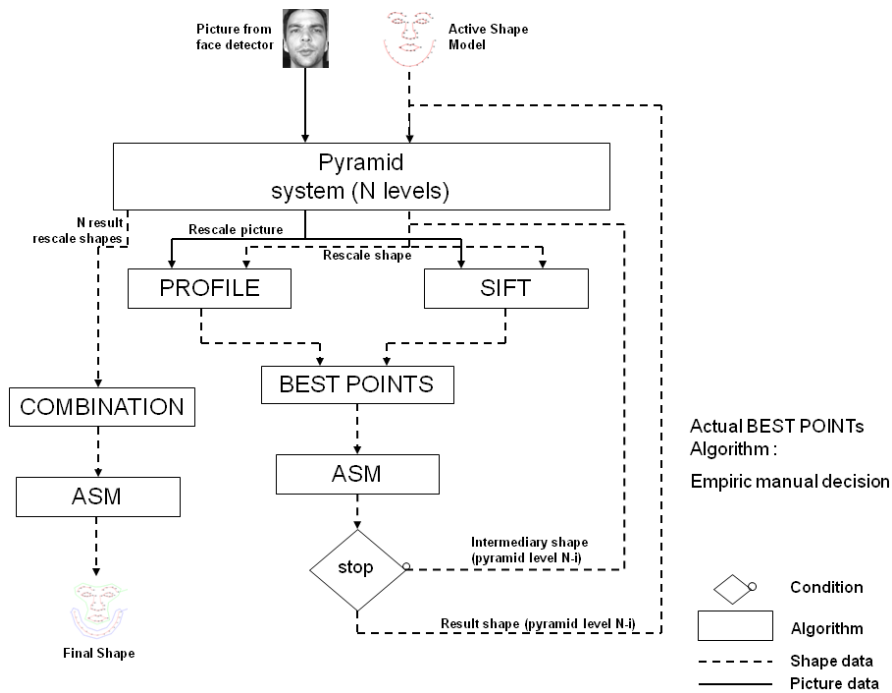 Picture from
face detector
Active Shape
Model
Pyramid
system (N levels)
N result
rescale shapes
Rescale picture
Rescale shape
PROFILE
SIFT
BEST POINTS
COMBINATION
ASM
ASM
Actual BEST POINTs
Algorithm :
Empiric manual decision
stop
Intermediary shape
(pyramid level N-i)
Result shape (pyramid level N-i)
Final Shape
Condition
Algorithm
Shape data
Picture data